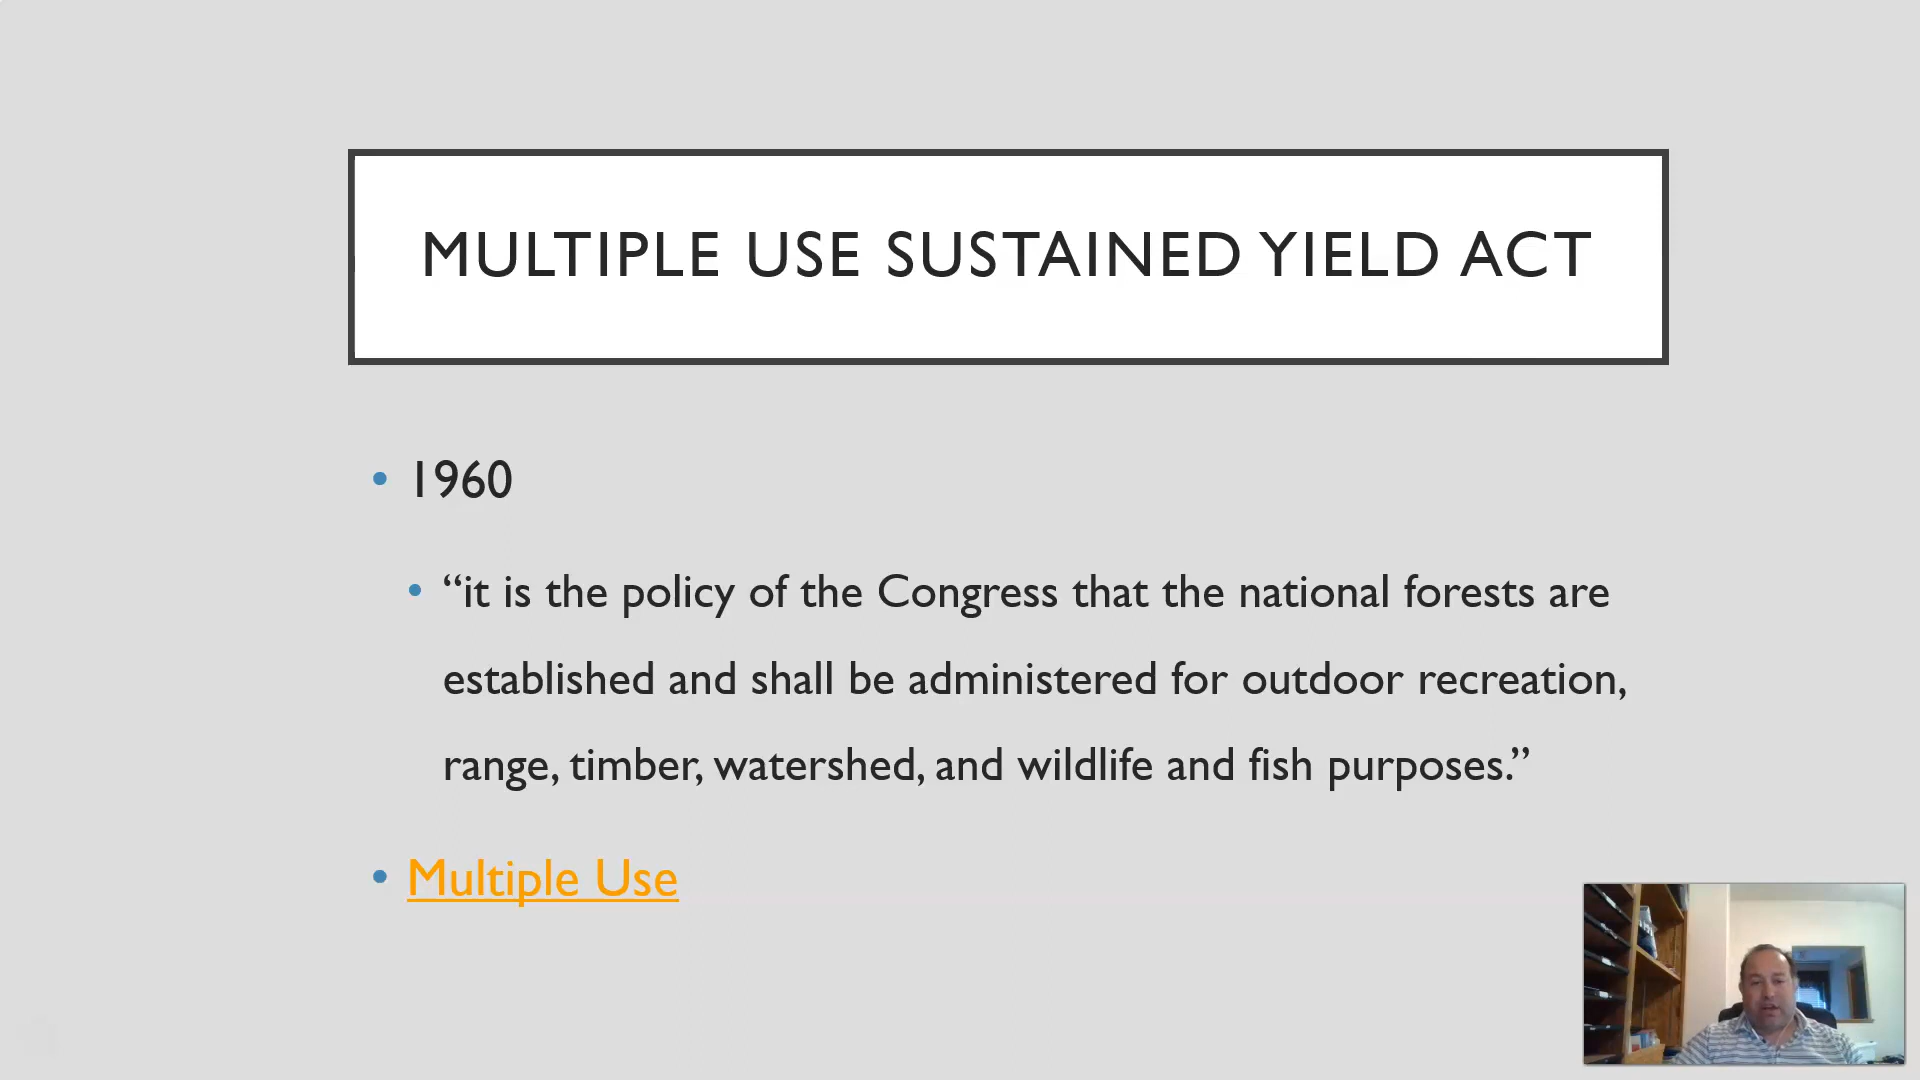 MULTIPLE USE SUSTAINED YIELD ACT
• 1960
• “it is the policy of the Congress that the national forests are
established and shall be administered for outdoor recreation,
range, timber, watershed, and wildlife and fish purposes.”
• Multiple Use